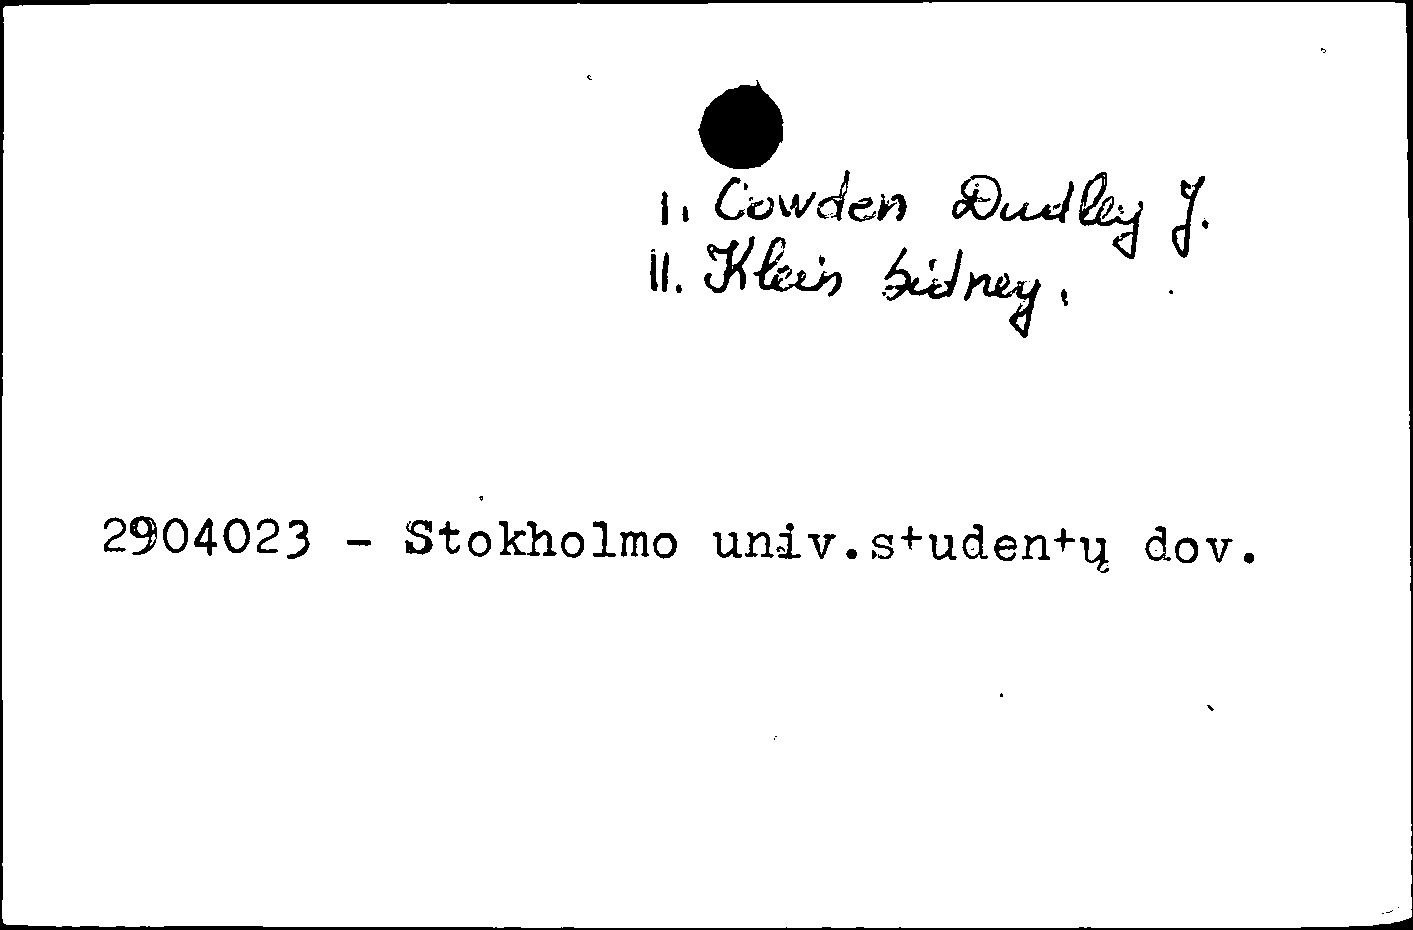 I. Cowden Dudley J.
II. Klein Sidney.
2904023 - Stokholmo univ.studentų dov.